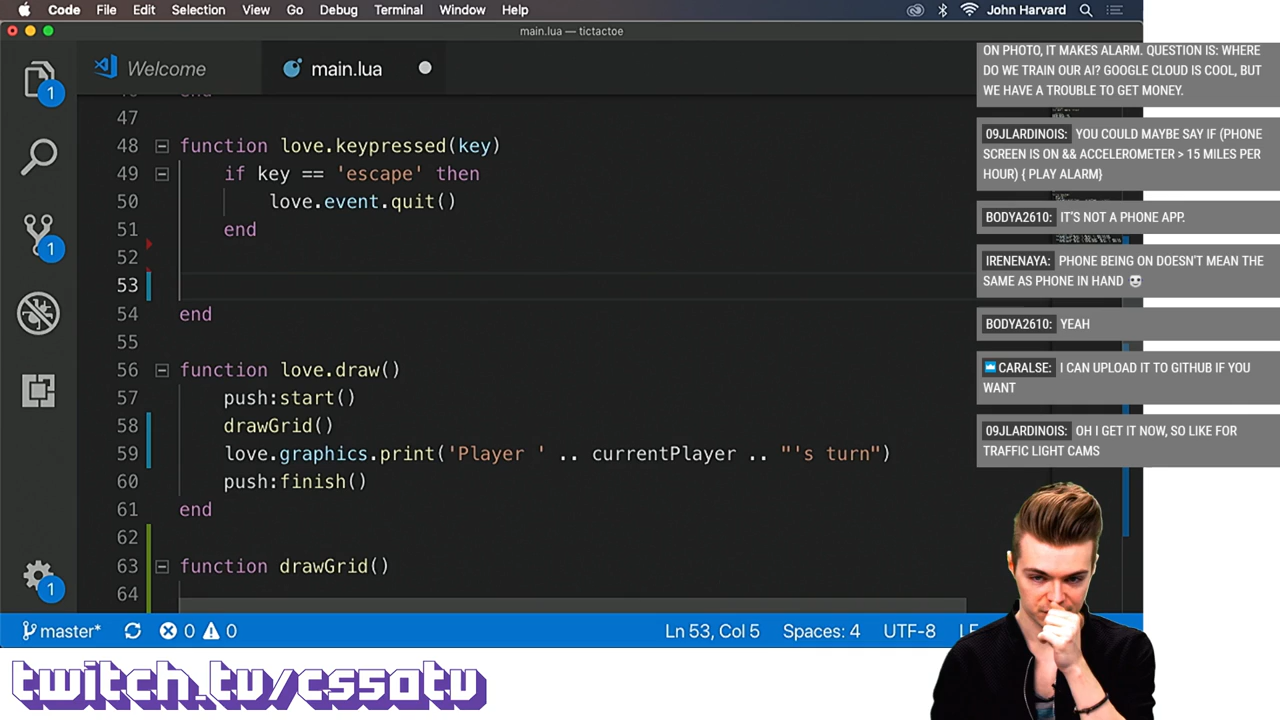 Code File Edit Selection View Go Debug Terminal Window Help John Harvard
main.lua — tictactoe
Welcome main.lua
1
47
48 function love.keypressed(key)
49 if key == 'escape' then
50 love.event.quit()
51 end
52
53
54 end
55
56 function love.draw()
57 push:start()
58 drawGrid()
59 love.graphics.print('Player ' .. currentPlayer .. "'s turn")
60 push:finish()
61 end
62
63 function drawGrid()
64
1
1
master* 0 0 Ln 53, Col 5 Spaces: 4 UTF-8 LF
ON PHOTO, IT MAKES ALARM. QUESTION IS: WHERE
DO WE TRAIN OUR AI? GOOGLE CLOUD IS COOL, BUT
WE HAVE A TROUBLE TO GET MONEY.
09JLARDINOIS: YOU COULD MAYBE SAY IF (PHONE
SCREEN IS ON && ACCELEROMETER > 15 MILES PER
HOUR) { PLAY ALARM}
BODYA2610: IT'S NOT A PHONE APP.
IRENENAYA: PHONE BEING ON DOESN'T MEAN THE
SAME AS PHONE IN HAND
BODYA2610: YEAH
CARALSE: I CAN UPLOAD IT TO GITHUB IF YOU
WANT
09JLARDINOIS: OH I GET IT NOW, SO LIKE FOR
TRAFFIC LIGHT CAMS
twitch.tv/cs50tv